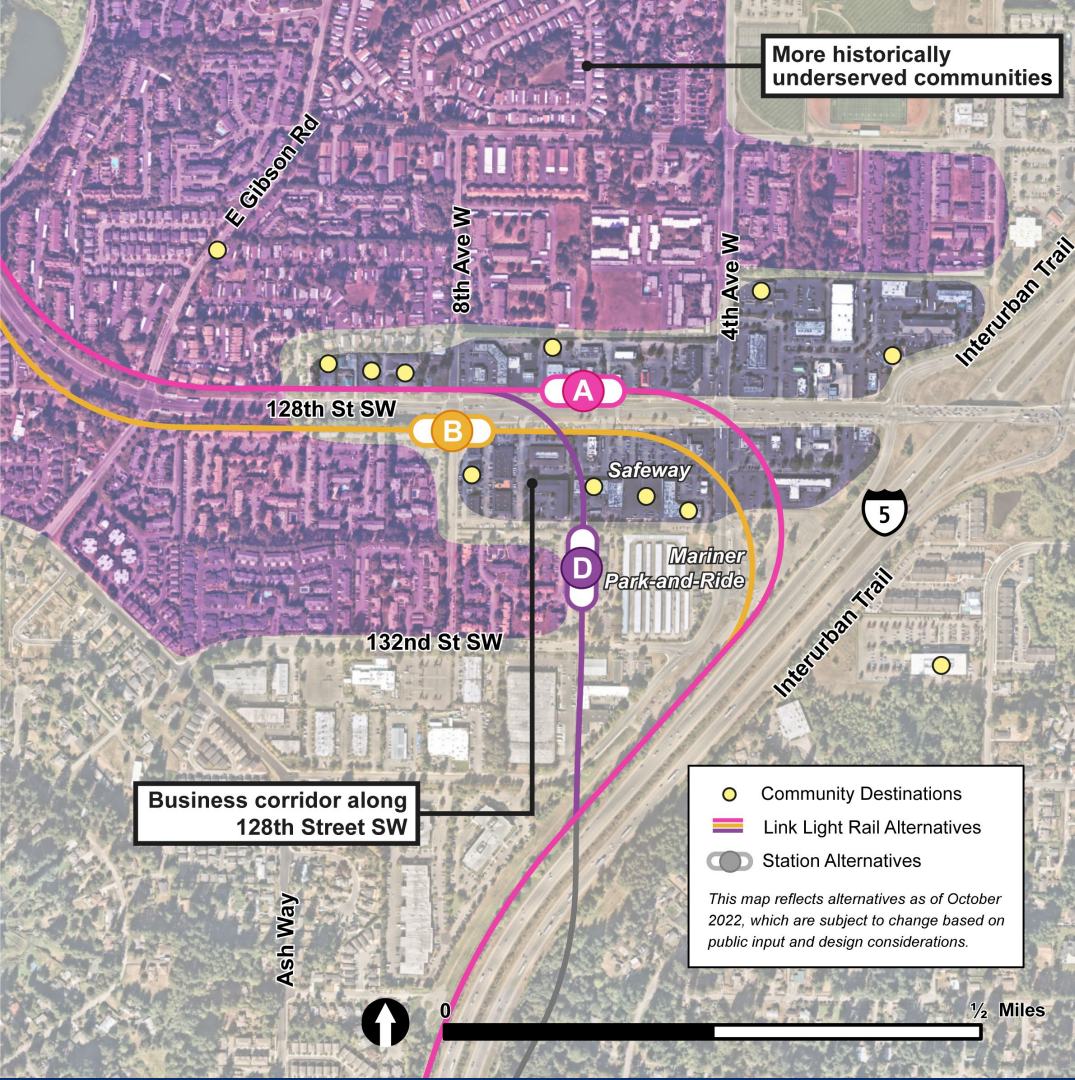 More historically
underserved communities
E Gibson Rd
8th Ave W
4th Ave W
Interurban Trail
A
128th St SW
B
Safeway
5
D
Mariner
Park-and-Ride
Interurban Trail
132nd St SW
Business corridor along
128th Street SW
Community Destinations
Link Light Rail Alternatives
Station Alternatives
This map reflects alternatives as of October
2022, which are subject to change based on
public input and design considerations.
Ash Way
0
½ Miles